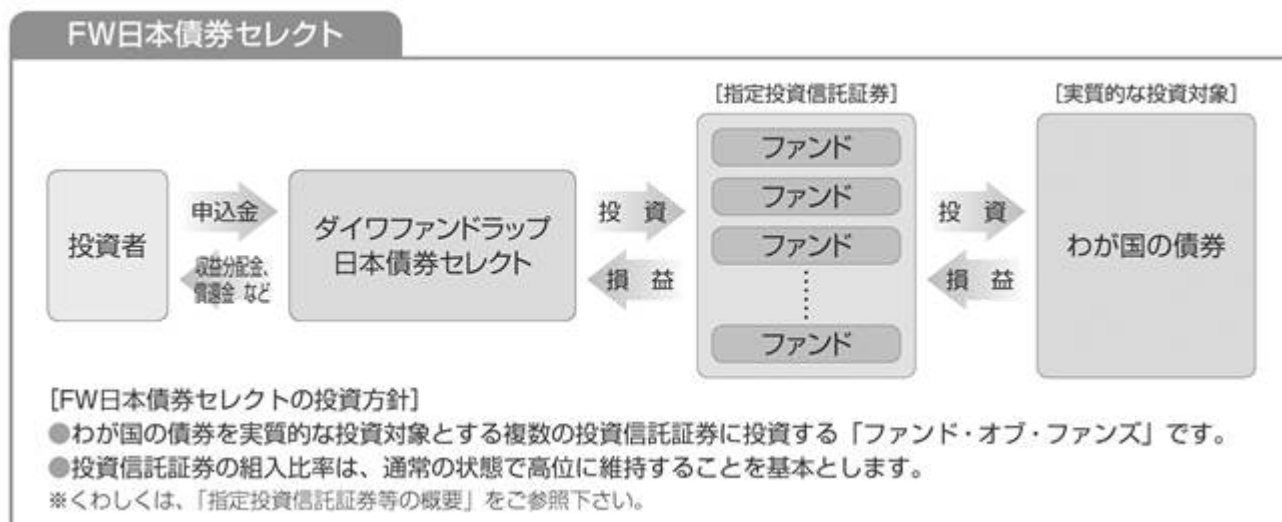 FW日本債券セレクト
[指定投資信託証券]
[実質的な投資対象]
投資者
申込金
収益分配金、
償還金 など
ダイワファンドラップ
日本債券セレクト
投 資
損 益
ファンド
ファンド
ファンド
ファンド
投 資
損 益
わが国の債券
[FW日本債券セレクトの投資方針]
●わが国の債券を実質的な投資対象とする複数の投資信託証券に投資する「ファンド・オブ・ファンズ」です。
●投資信託証券の組入比率は、通常の状態で高位に維持することを基本とします。
※くわしくは、「指定投資信託証券等の概要」をご参照下さい。